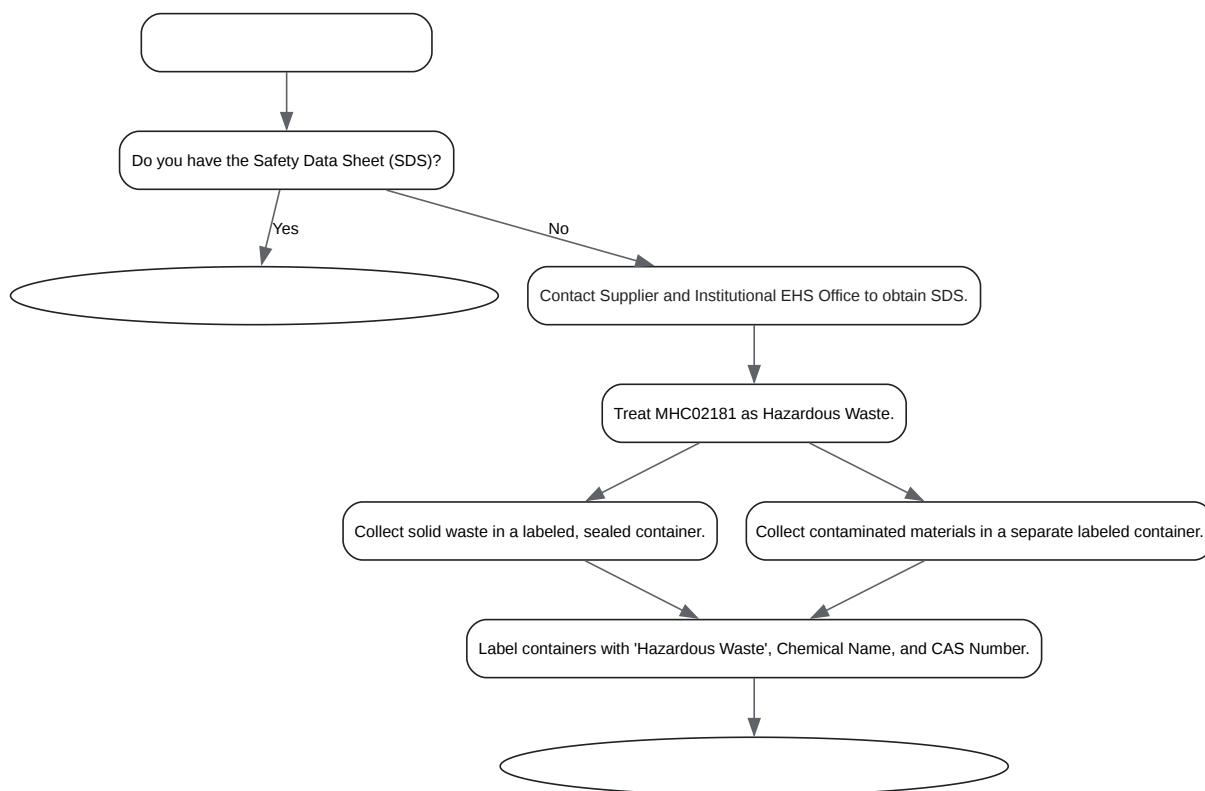 Do you have the Safety Data Sheet (SDS)?
Yes
No
Contact Supplier and Institutional EHS Office to obtain SDS.
Treat MHC02181 as Hazardous Waste.
Collect solid waste in a labeled, sealed container.
Collect contaminated materials in a separate labeled container.
Label containers with 'Hazardous Waste', Chemical Name, and CAS Number.